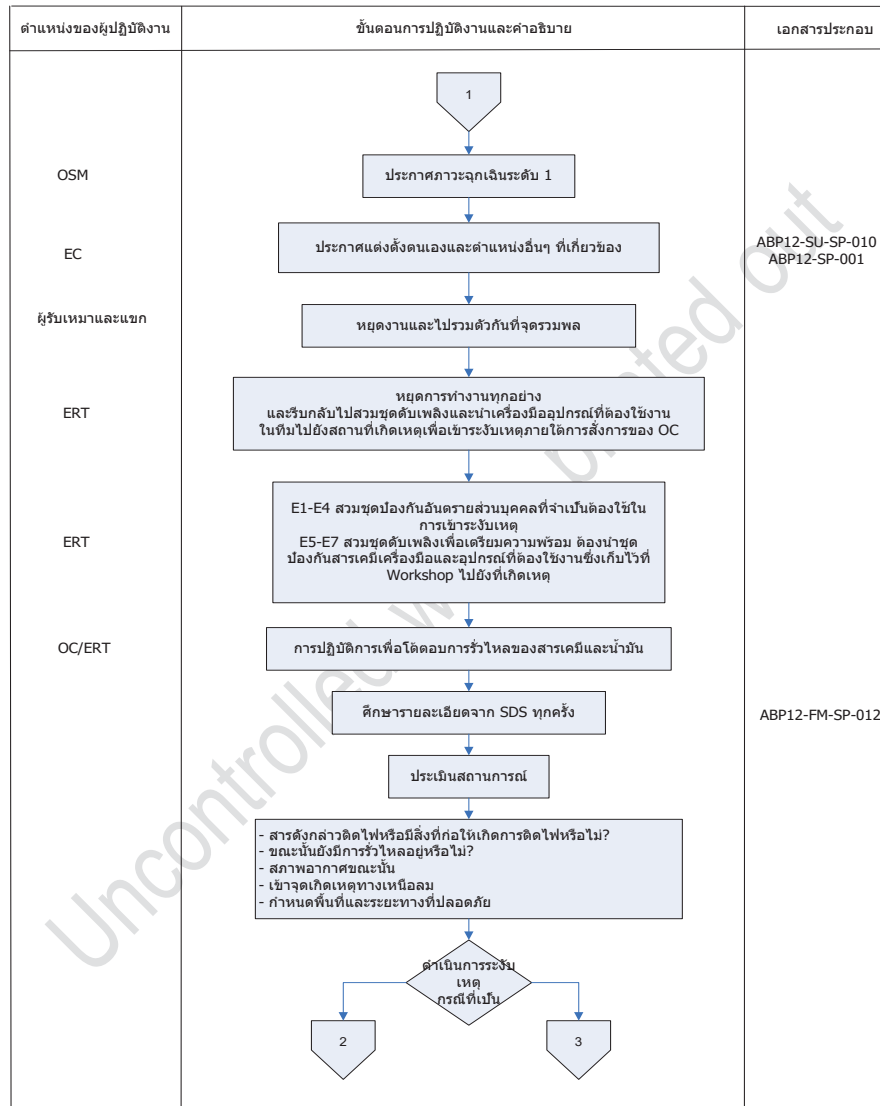 ตำแหน่งของผู้ปฏิบัติงาน
ขั้นตอนการปฏิบัติงานและคำอธิบาย
เอกสารประกอบ
1
OSM
ประกาศภาวะฉุกเฉินระดับ 1
EC
ประกาศแต่งตั้งตนเองและตำแหน่งอื่นๆ ที่เกี่ยวข้อง
ABP12-SU-SP-010
ABP12-SP-001
ผู้รับเหมาและแขก
หยุดงานและไปรวมตัวกันที่จุดรวมพล
ERT
หยุดการทำงานทุกอย่าง
และรีบกลับไปสวมชุดดับเพลิงและนำเครื่องมืออุปกรณ์ที่ต้องใช้งาน
ในทีมไปยังสถานที่เกิดเหตุเพื่อเข้าระงับเหตุภายใต้การสั่งการของ OC
ERT
E1-E4 สวมชุดป้องกันอันตรายส่วนบุคคลที่จำเป็นต้องใช้ใน
การเข้าระงับเหตุ
E5-E7 สวมชุดดับเพลิงเพื่อเตรียมความพร้อม ต้องนำชุด
ป้องกันสารเคมีเครื่องมือและอุปกรณ์ที่ต้องใช้งานซึ่งเก็บไว้ที่
Workshop ไปยังที่เกิดเหตุ
OC/ERT
การปฏิบัติการเพื่อโต้ตอบการรั่วไหลของสารเคมีและน้ำมัน
ศึกษารายละเอียดจาก SDS ทุกครั้ง
ABP12-FM-SP-012
ประเมินสถานการณ์
- สารดังกล่าวติดไฟหรือมีสิ่งที่ก่อให้เกิดการติดไฟหรือไม่?
- ขณะนั้นยังมีการรั่วไหลอยู่หรือไม่?
- สภาพอากาศขณะนั้น
- เข้าจุดเกิดเหตุทางเหนือลม
- กำหนดพื้นที่และระยะทางที่ปลอดภัย
ดำเนินการระงับ
เหตุ
กรณีที่เป็น
2
3